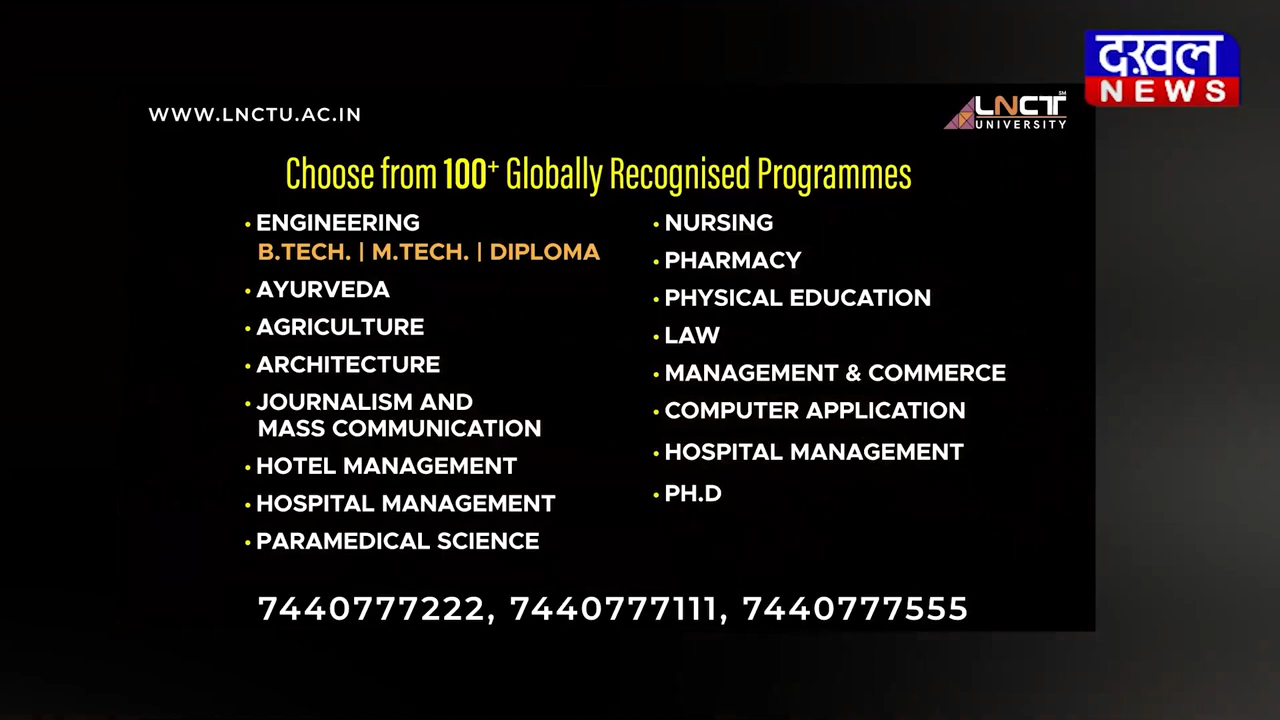 दख़ल
NEWS
WWW.LNCTU.AC.IN
LNCT SM
UNIVERSITY
Choose from 100+ Globally Recognised Programmes
• ENGINEERING
B.TECH. | M.TECH. | DIPLOMA
• AYURVEDA
• AGRICULTURE
• ARCHITECTURE
• JOURNALISM AND
MASS COMMUNICATION
• HOTEL MANAGEMENT
• HOSPITAL MANAGEMENT
• PARAMEDICAL SCIENCE
• NURSING
• PHARMACY
• PHYSICAL EDUCATION
• LAW
• MANAGEMENT & COMMERCE
• COMPUTER APPLICATION
• HOSPITAL MANAGEMENT
• PH.D
7440777222, 7440777111, 7440777555